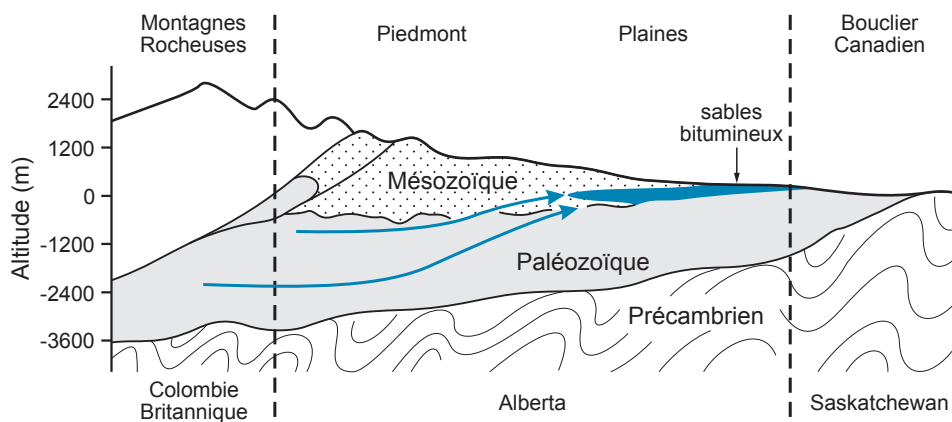 Montagnes
Rocheuses
Piedmont
Plaines
Bouclier
Canadien
2400
1200
0
-1200
-2400
-3600
Altitude (m)
sables
bitumineux
Mésozoïque
Paléozoïque
Précambrien
Colombie
Britannique
Alberta
Saskatchewan